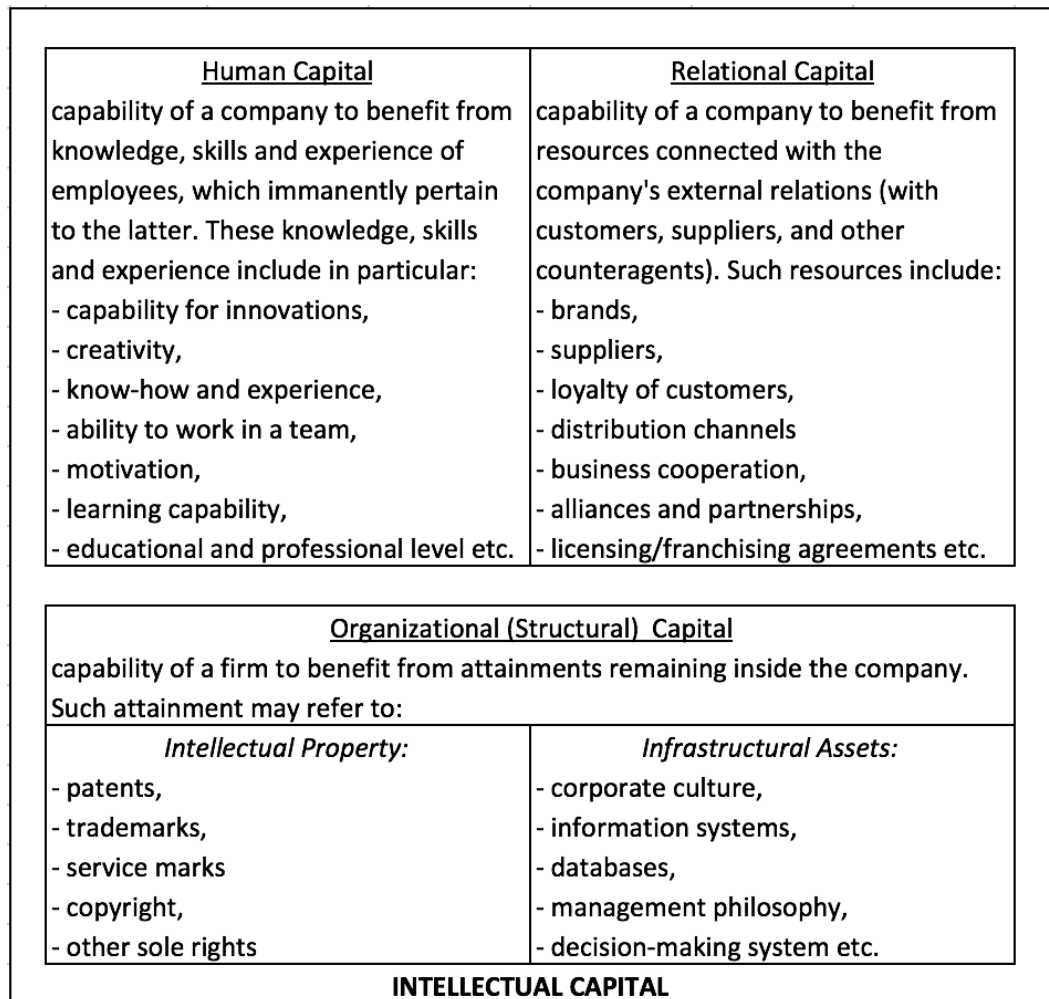 Human Capital
capability of a company to benefit from
knowledge, skills and experience of
employees, which immanently pertain
to the latter. These knowledge, skills
and experience include in particular:
- capability for innovations,
- creativity,
- know-how and experience,
- ability to work in a team,
- motivation,
- learning capability,
- educational and professional level etc.
Relational Capital
capability of a company to benefit from
resources connected with the
company's external relations (with
customers, suppliers, and other
counteragents). Such resources include:
- brands,
- suppliers,
- loyalty of customers,
- distribution channels
- business cooperation,
- alliances and partnerships,
- licensing/franchising agreements etc.
Organizational (Structural) Capital
capability of a firm to benefit from attainments remaining inside the company.
Such attainment may refer to:
Intellectual Property:
- patents,
- trademarks,
- service marks
- copyright,
- other sole rights
Infrastructural Assets:
- corporate culture,
- information systems,
- databases,
- management philosophy,
- decision-making system etc.
INTELLECTUAL CAPITAL